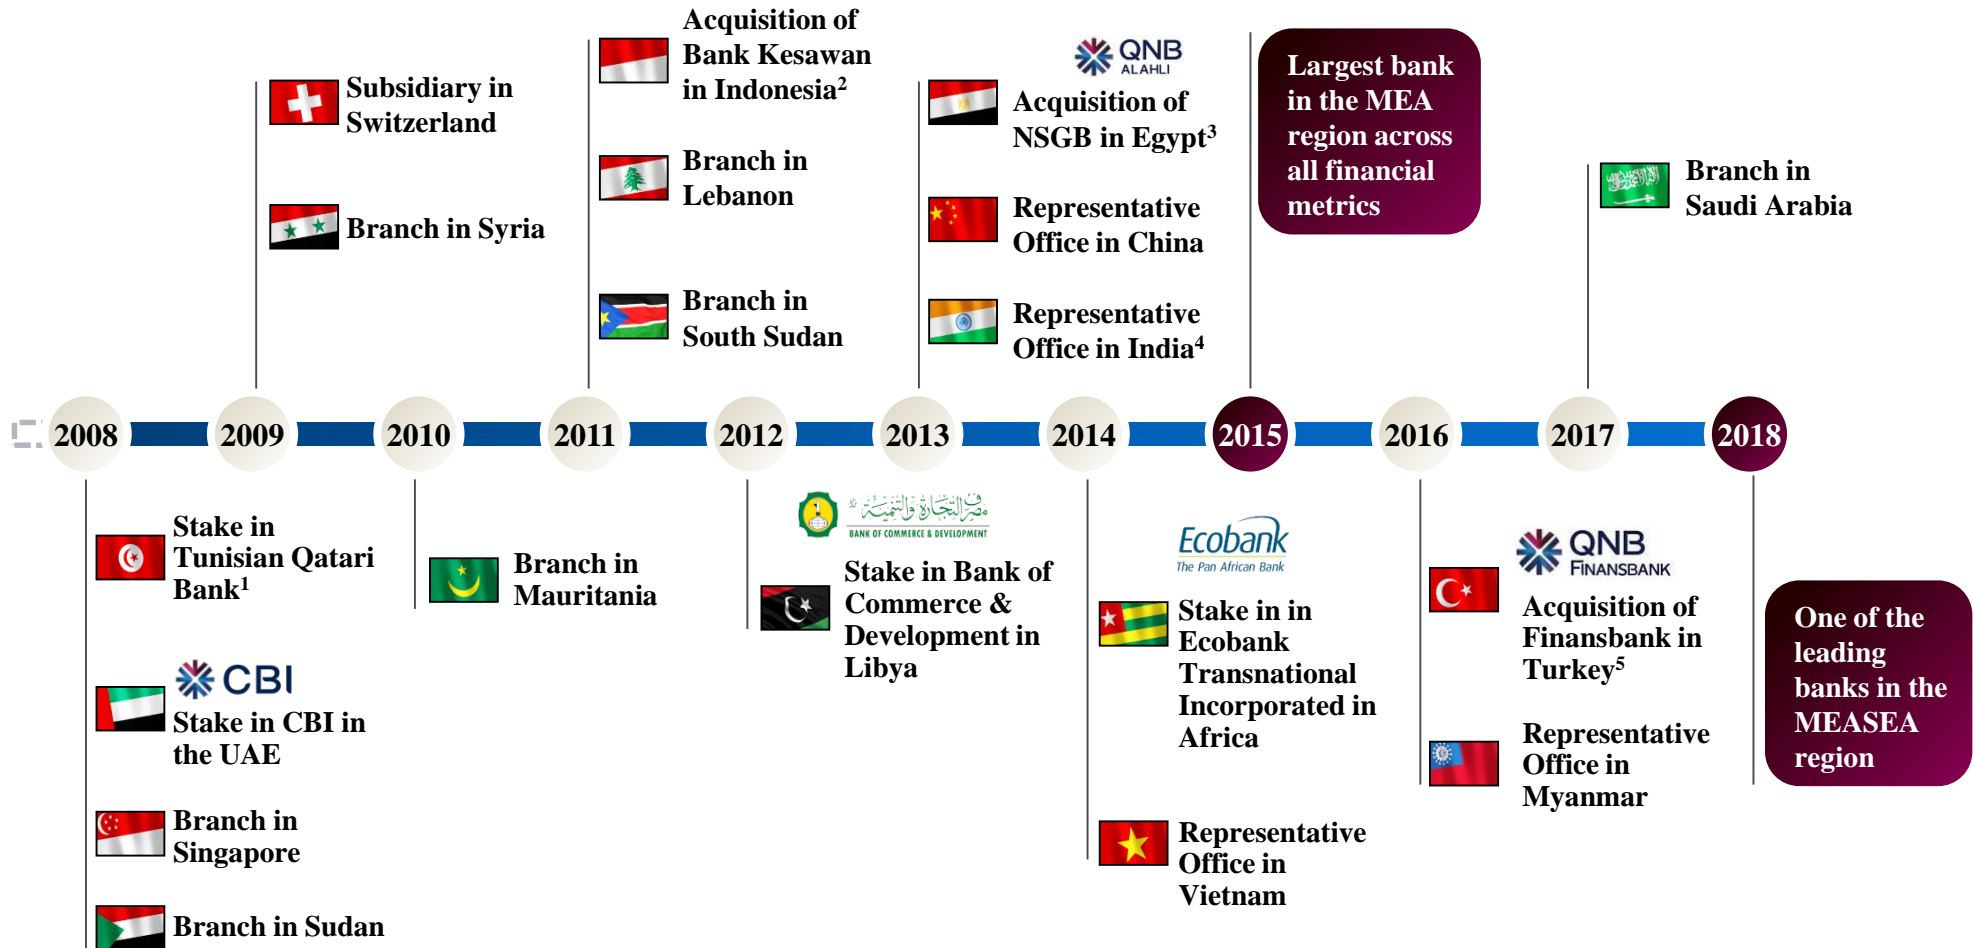 Acquisition of
Bank Kesawan
in Indonesia²
Subsidiary in
Switzerland
Branch in
Lebanon
Branch in Syria
Branch in
South Sudan
QNB
ALAHLI
Acquisition of
NSGB in Egypt³
Representative
Office in China
Representative
Office in India⁴
Largest bank
in the MEA
region across
all financial
metrics
Branch in
Saudi Arabia
2008
2009
2010
2011
2012
2013
2014
2015
2016
2017
2018
Stake in
Tunisian Qatari
Bank¹
CBI
Stake in CBI in
the UAE
Branch in
Singapore
Branch in Sudan
Branch in
Mauritania
مصرف التجارة والتنمية
BANK OF COMMERCE & DEVELOPMENT
Stake in Bank of
Commerce &
Development in
Libya
Ecobank
The Pan African Bank
Stake in in
Ecobank
Transnational
Incorporated in
Africa
Representative
Office in
Vietnam
QNB
FINANSBANK
Acquisition of
Finansbank in
Turkey⁵
Representative
Office in
Myanmar
One of the
leading
banks in the
MEASEA
region